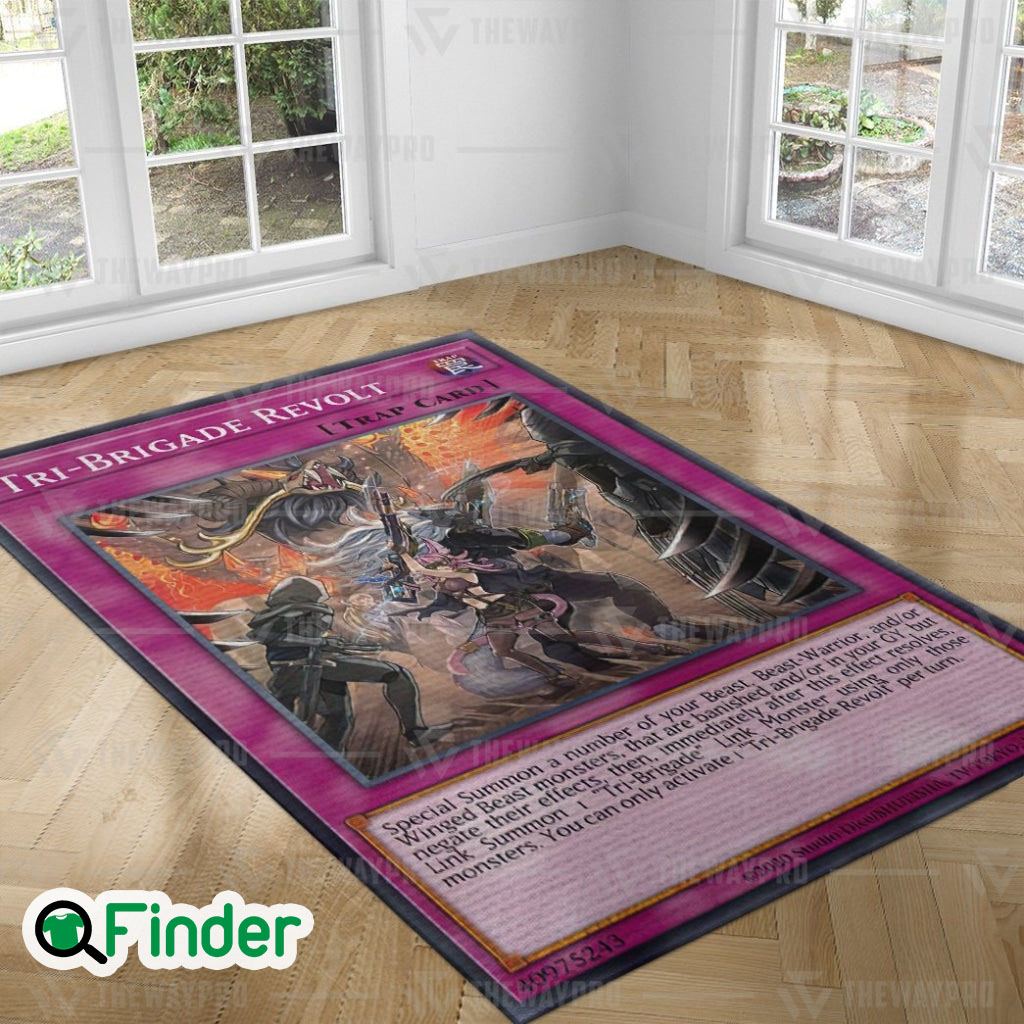 THEWAYPRO
TRI-BRIGADE REVOLT
TRAP
罠
[TRAP CARD]
Special Summon a number of your Beast, Beast-Warrior, and/or
Winged Beast monsters, that are banished and/or in your GY, but
negate their effects, then, immediately after this effect resolves,
Link Summon 1 "Tri-Brigade" Link Monster using only those
monsters. You can only activate 1 "Tri-Brigade Revolt" per turn.
40975243
Finder